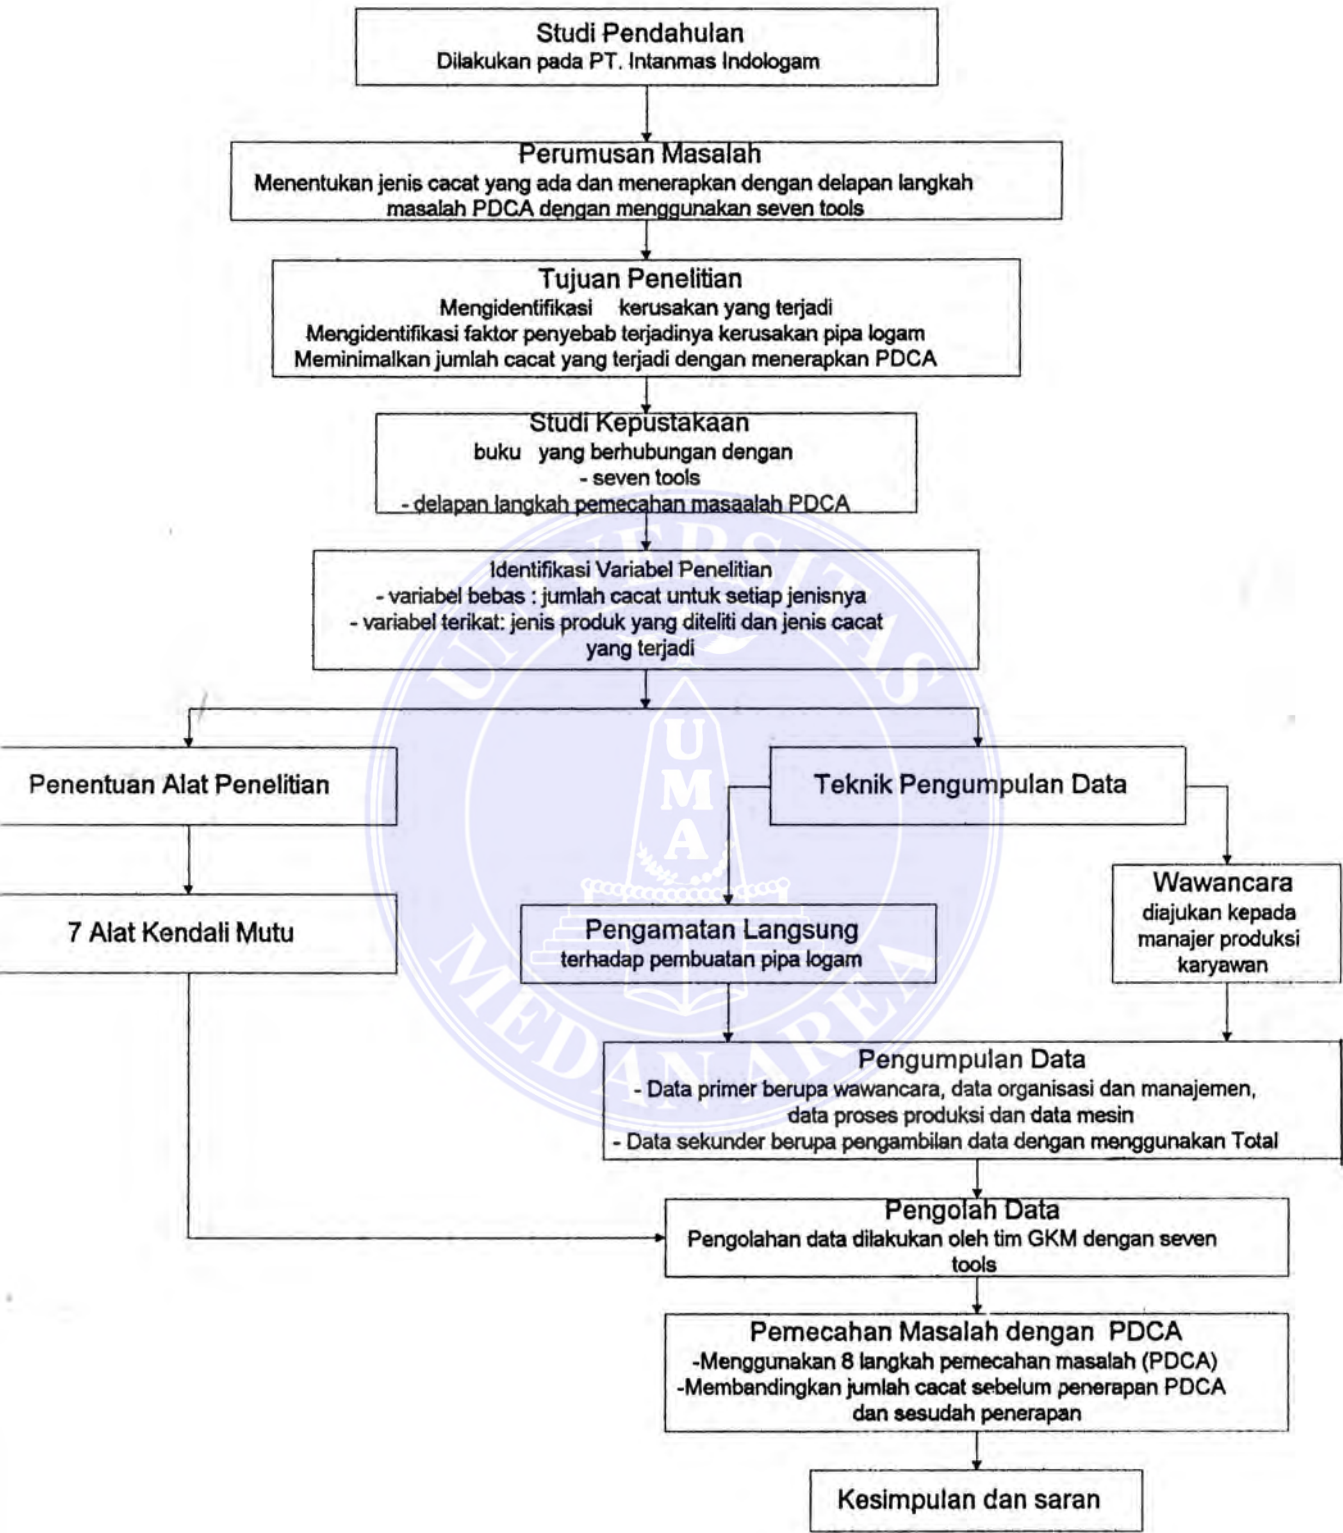 Studi Pendahulan
Dilakukan pada PT. Intanmas Indologam
Perumusan Masalah
Menentukan jenis cacat yang ada dan menerapkan dengan delapan langkah
masalah PDCA dengan menggunakan seven tools
Tujuan Penelitian
Mengidentifikasi kerusakan yang terjadi
Mengidentifikasi faktor penyebab terjadinya kerusakan pipa logam
Meminimalkan jumlah cacat yang terjadi dengan menerapkan PDCA
Studi Kepustakaan
buku yang berhubungan dengan
- seven tools
- delapan langkah pemecahan masaalah PDCA
Identifikasi Variabel Penelitian
- variabel bebas : jumlah cacat untuk setiap jenisnya
- variabel terikat: jenis produk yang diteliti dan jenis cacat
yang terjadi
Penentuan Alat Penelitian
7 Alat Kendali Mutu
Teknik Pengumpulan Data
Pengamatan Langsung
terhadap pembuatan pipa logam
Wawancara
diajukan kepada
manajer produksi
karyawan
Pengumpulan Data
- Data primer berupa wawancara, data organisasi dan manajemen,
data proses produksi dan data mesin
- Data sekunder berupa pengambilan data dengan menggunakan Total
Pengolah Data
Pengolahan data dilakukan oleh tim GKM dengan seven
tools
Pemecahan Masalah dengan PDCA
-Menggunakan 8 langkah pemecahan masalah (PDCA)
-Membandingkan jumlah cacat sebelum penerapan PDCA
dan sesudah penerapan
Kesimpulan dan saran
UNIVERSITAS
MEDAN AREA
UMA